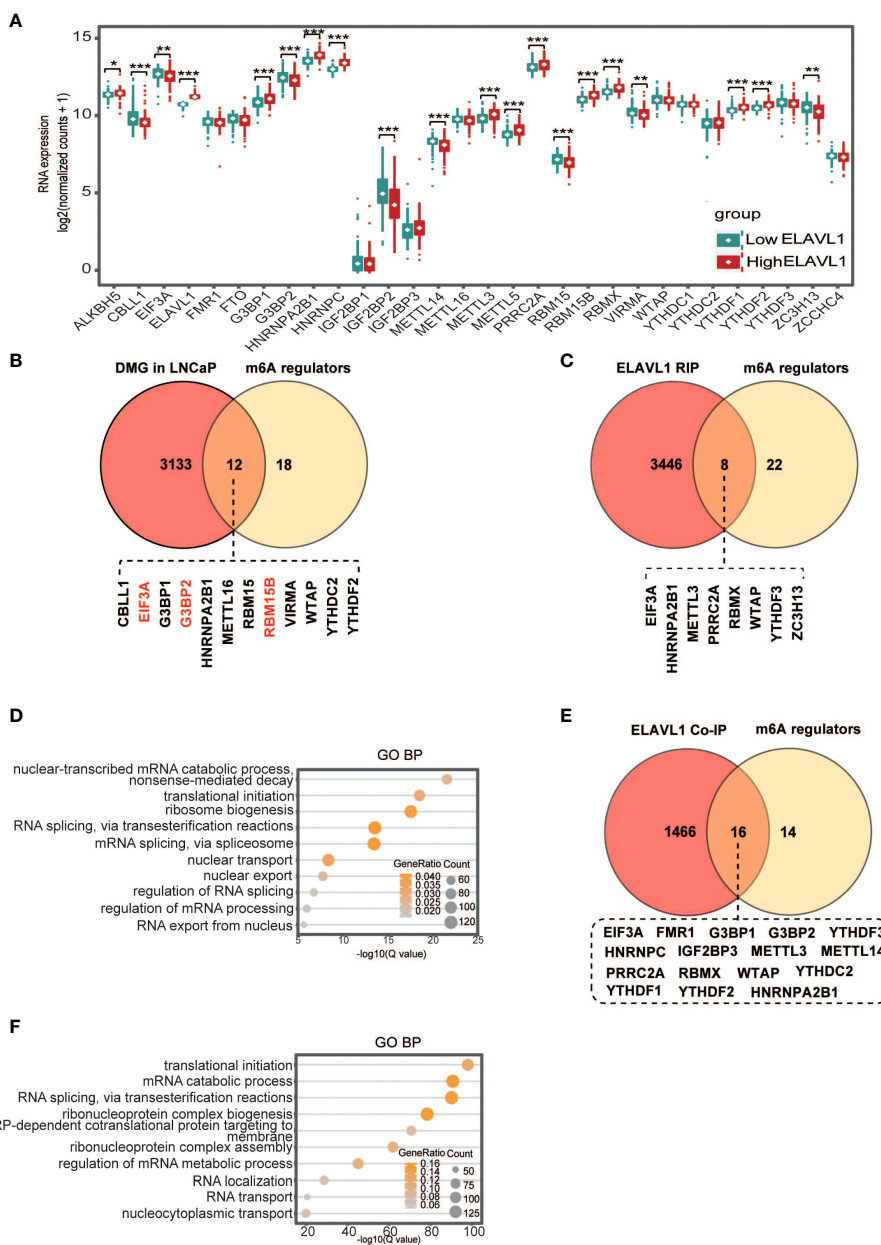 A
RNA expression
log2(normalized counts + 1)
15
10
5
0
* *** ** *** *** *** *** *** *** *** *** *** *** *** *** *** ** *** *** **
group
Low ELAVL1
High ELAVL1
ALKBH5
CBLL1
EIF3A
ELAVL1
FMR1
FTO
G3BP1
G3BP2
HNRNPA2B1
HNRNPC
IGF2BP1
IGF2BP2
IGF2BP3
METTL14
METTL16
METTL3
METTL5
PRRC2A
RBM15
RBM15B
RBMX
VIRMA
WTAP
YTHDC1
YTHDC2
YTHDF1
YTHDF2
YTHDF3
ZC3H13
ZCCHC4
B
DMG in LNCaP m6A regulators
3133 12 18
CBLL1
EIF3A
G3BP1
G3BP2
HNRNPA2B1
METTL16
RBM15
RBM15B
VIRMA
WTAP
YTHDC2
YTHDF2
C
ELAVL1 RIP m6A regulators
3446 8 22
EIF3A
HNRNPA2B1
METTL3
PRRC2A
RBMX
WTAP
YTHDF3
ZC3H13
D
GO BP
nuclear-transcribed mRNA catabolic process,
nonsense-mediated decay
translational initiation
ribosome biogenesis
RNA splicing, via transesterification reactions
mRNA splicing, via spliceosome
nuclear transport
nuclear export
regulation of RNA splicing
regulation of mRNA processing
RNA export from nucleus
GeneRatio Count
0.040
0.035
0.030
0.025
0.020
60
80
100
120
5 10 15 20 25
-log10(Q value)
E
ELAVL1 Co-IP m6A regulators
1466 16 14
EIF3A FMR1 G3BP1 G3BP2 YTHDF3
HNRNPC IGF2BP3 METTL3 METTL14
PRRC2A RBMX WTAP YTHDC2
YTHDF1 YTHDF2 HNRNPA2B1
F
GO BP
translational initiation
mRNA catabolic process
RNA splicing, via transesterification reactions
ribonucleoprotein complex biogenesis
RP-dependent cotranslational protein targeting to
membrane
ribonucleoprotein complex assembly
regulation of mRNA metabolic process
RNA localization
RNA transport
nucleocytoplasmic transport
GeneRatio Count
0.16
0.14
0.12
0.10
0.08
0.06
50
75
100
125
20 40 60 80 100
-log10(Q value)